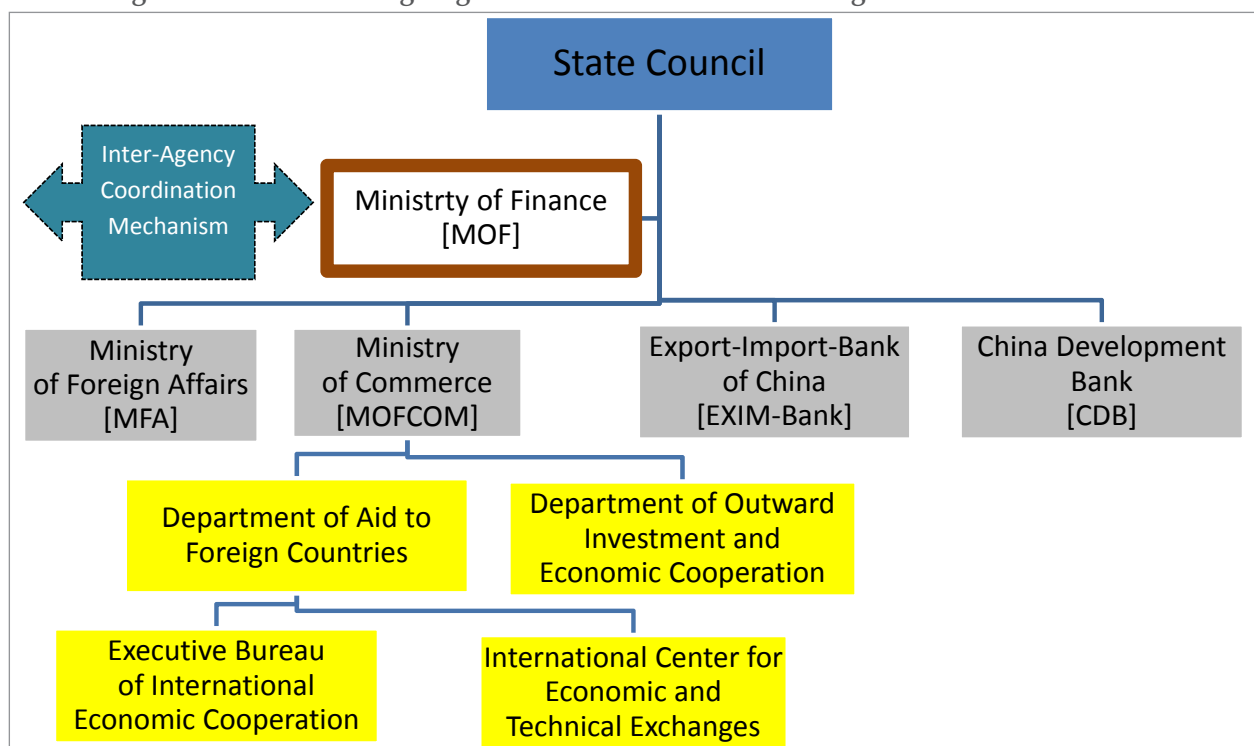 State Council
Inter-Agency
Coordination
Mechanism
Ministrty of Finance
[MOF]
Ministry
of Foreign Affairs
[MFA]
Ministry
of Commerce
[MOFCOM]
Export-Import-Bank
of China
[EXIM-Bank]
China Development
Bank
[CDB]
Department of Aid to
Foreign Countries
Department of Outward
Investment and
Economic Cooperation
Executive Bureau
of International
Economic Cooperation
International Center for
Economic and
Technical Exchanges